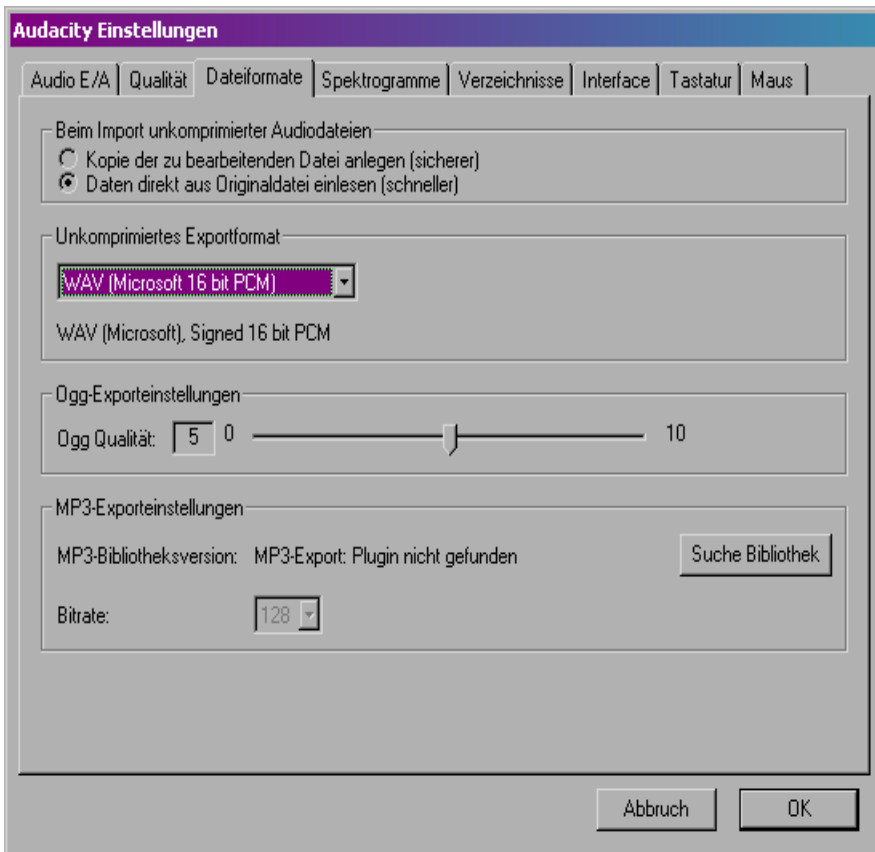 Audacity Einstellungen
Audio E/A Qualität Dateiformate Spektrogramme Verzeichnisse Interface Tastatur Maus
Beim Import unkomprimierter Audiodateien
Kopie der zu bearbeitenden Datei anlegen (sicherer)
Daten direkt aus Originaldatei einlesen (schneller)
Unkomprimiertes Exportformat
WAV (Microsoft 16 bit PCM)
WAV (Microsoft), Signed 16 bit PCM
Ogg-Exporteinstellungen
Ogg Qualität: 5 0 10
MP3-Exporteinstellungen
MP3-Bibliotheksversion: MP3-Export: Plugin nicht gefunden Suche Bibliothek
Bitrate: 128
Abbruch OK